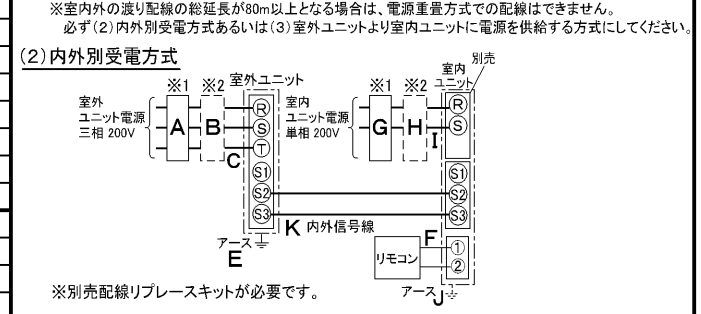 ※室内外の渡り配線の総延長が80m以上となる場合は、電源重畳方式での配線はできません。
必ず(2)内外別受電方式あるいは(3)室外ユニットより室内ユニットに電源を供給する方式にしてください。
(2)内外別受電方式
※1 ※2 室外ユニット
室外
ユニット電源
三相 200V
A B
C
R
S
T
S1
S2
S3
アース
E
※1 ※2
室内
ユニット
別売
室内
ユニット電源
単相 200V
G H
I
R
S
S1
S2
S3
K 内外信号線
F
リモコン
①
②
アース
J
※別売配線リプレースキットが必要です。